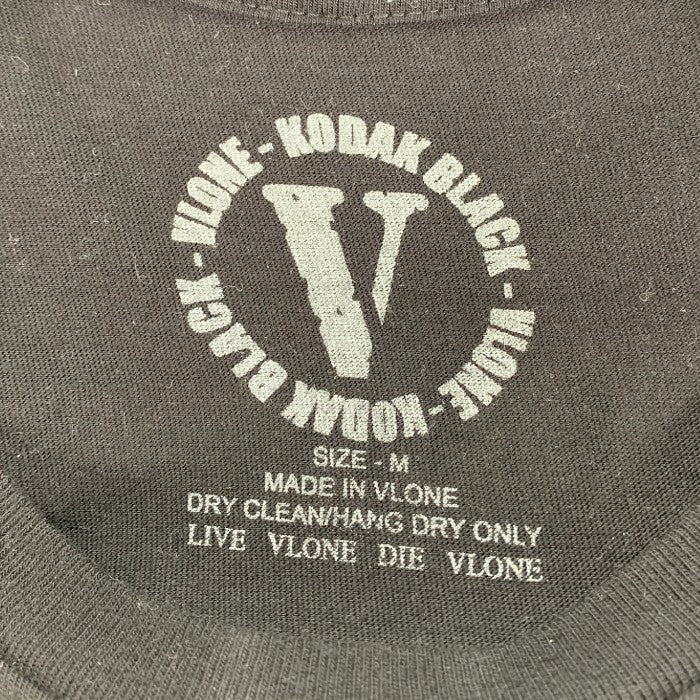 VLONE - KODAK BLACK - VLONE - KODAK BLACK -
V
SIZE - M
MADE IN VLONE
DRY CLEAN/HANG DRY ONLY
LIVE VLONE DIE VLONE